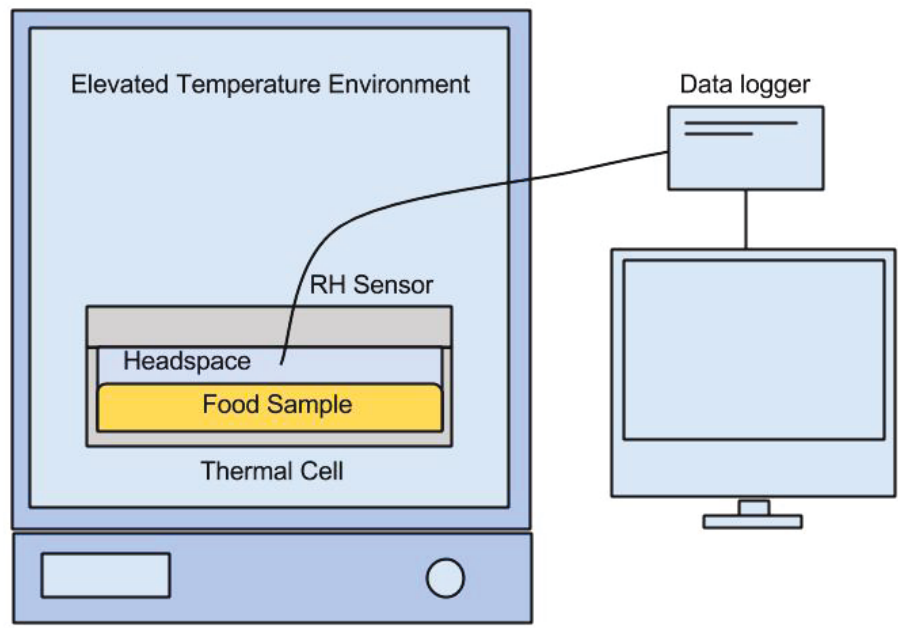 Elevated Temperature Environment
Data logger
RH Sensor
Headspace
Food Sample
Thermal Cell